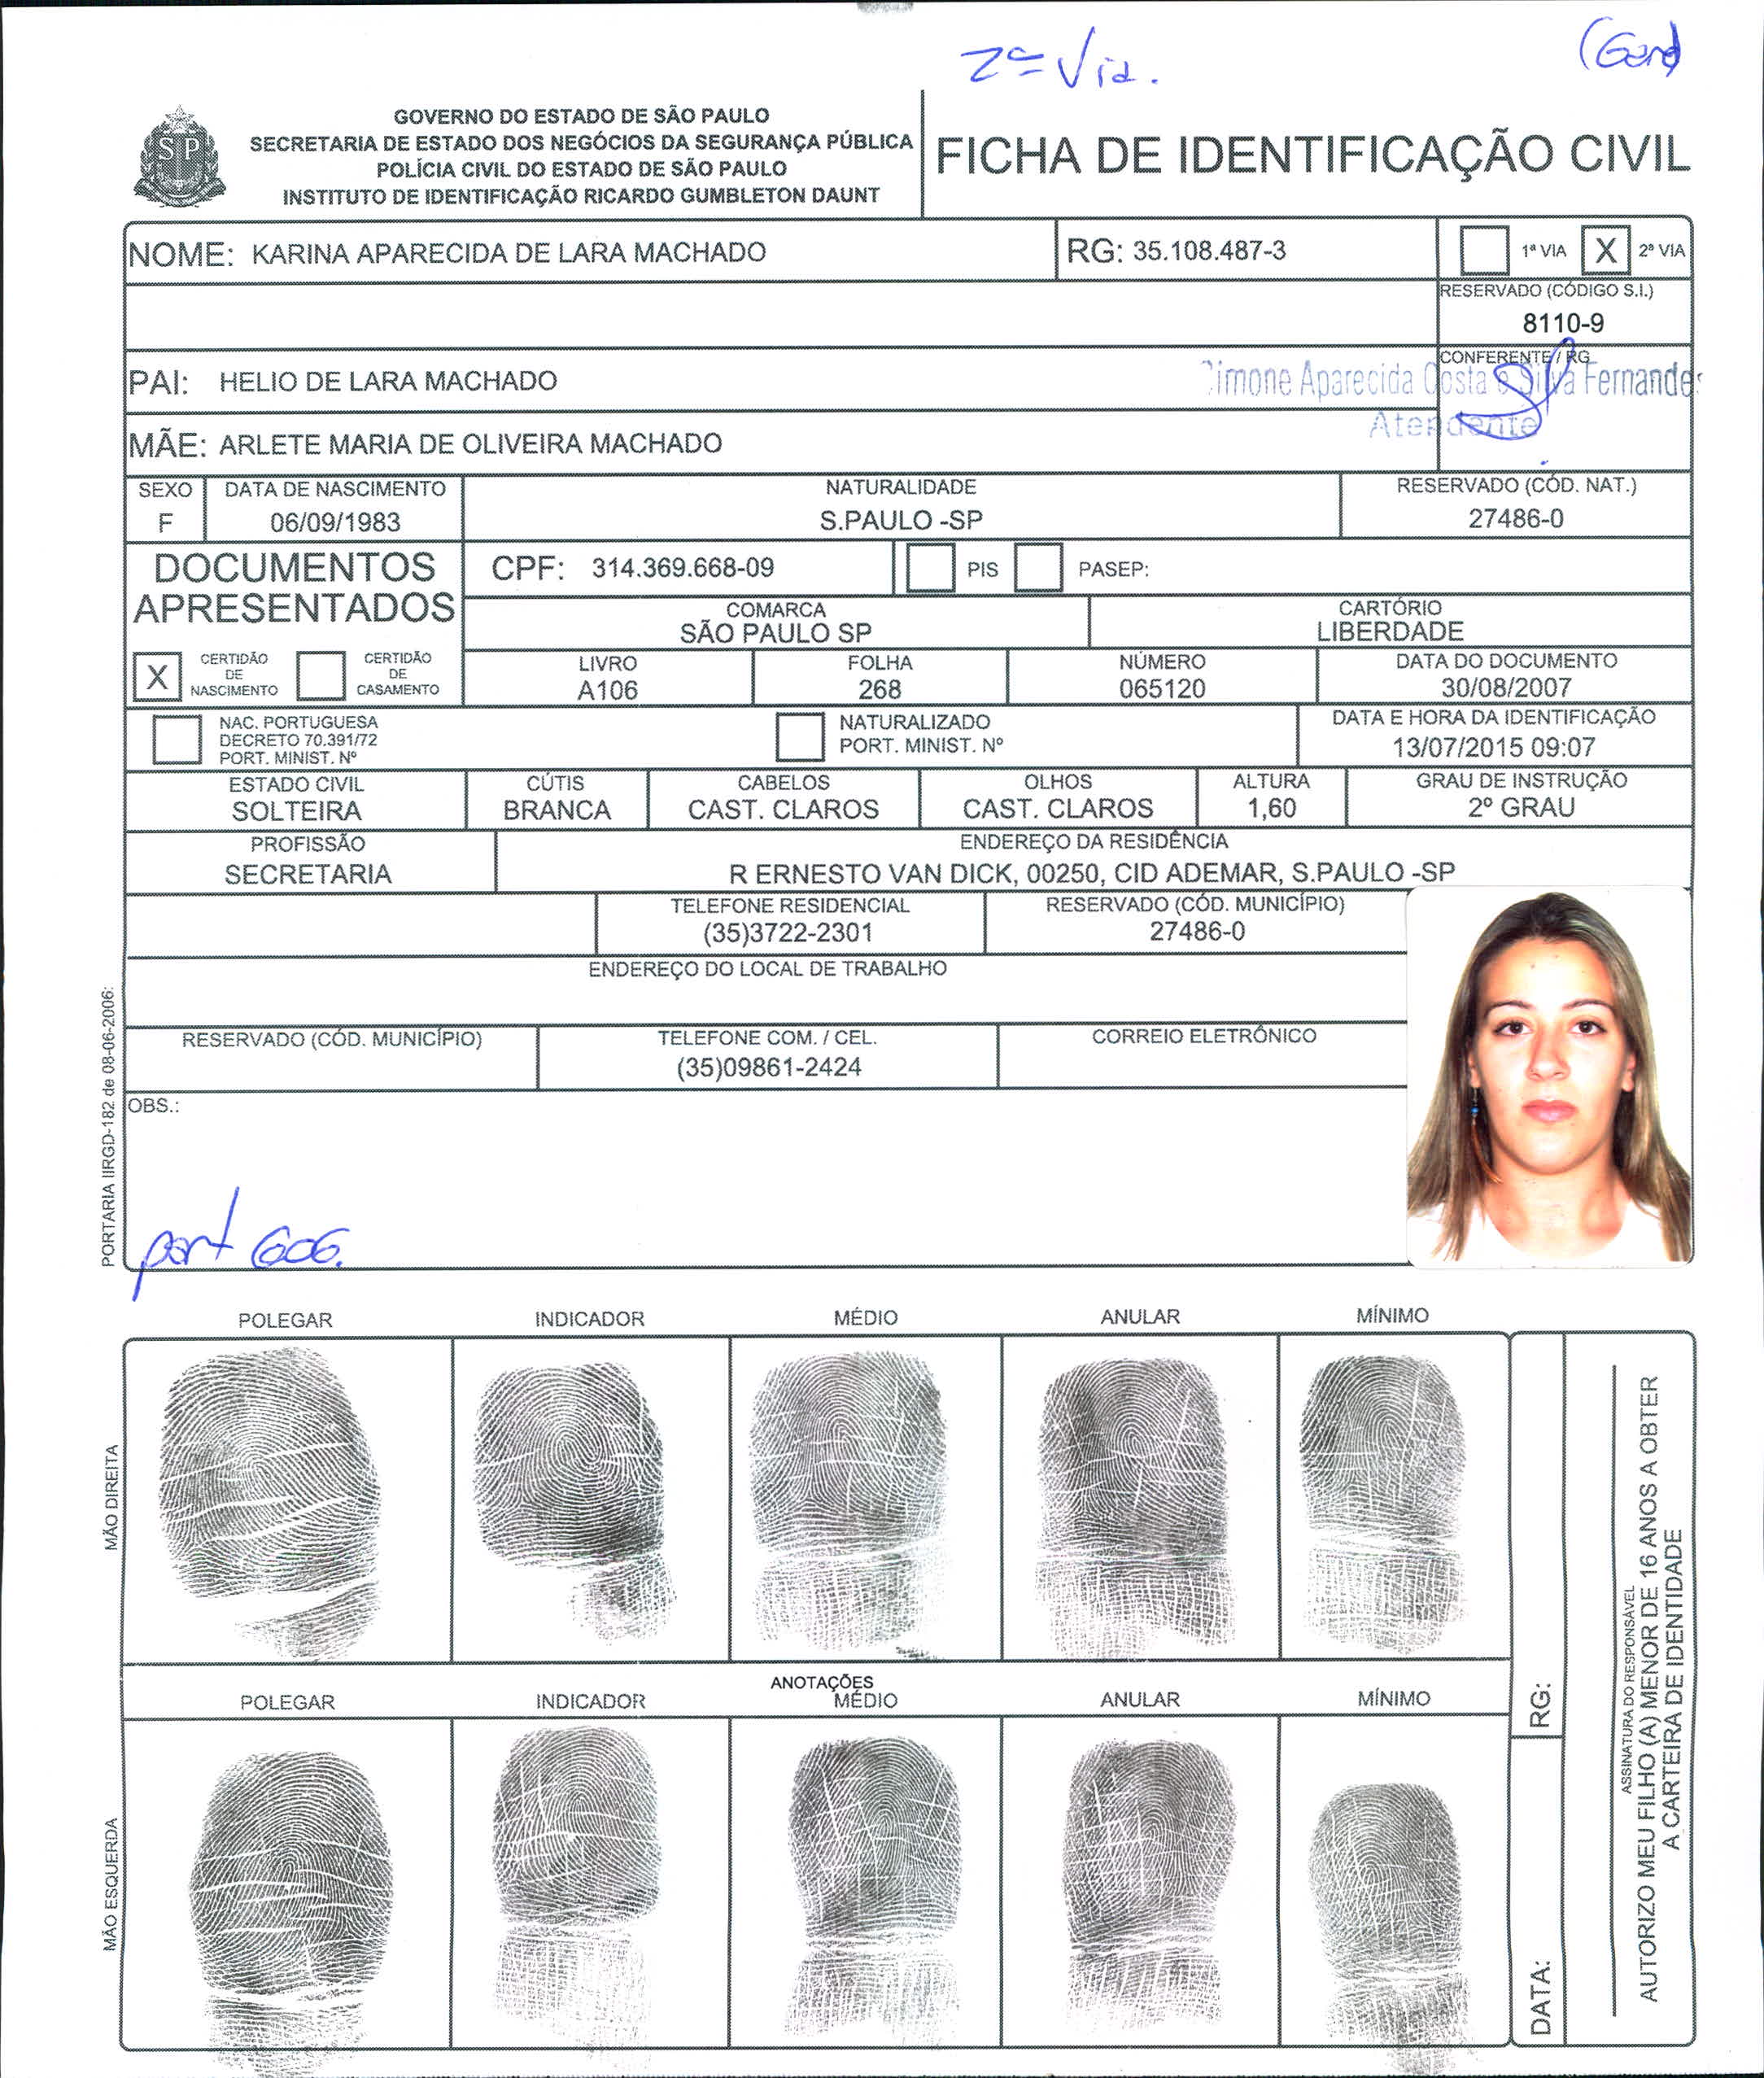 2ª Via.
GOVERNO DO ESTADO DE SÃO PAULO
SECRETARIA DE ESTADO DOS NEGÓCIOS DA SEGURANÇA PÚBLICA
POLÍCIA CIVIL DO ESTADO DE SÃO PAULO
INSTITUTO DE IDENTIFICAÇÃO RICARDO GUMBLETON DAUNT
SP
FICHA DE IDENTIFICAÇÃO CIVIL
NOME: KARINA APARECIDA DE LARA MACHADO
RG: 35.108.487-3
1ª VIA X 2ª VIA
RESERVADO (CÓDIGO S.I.)
8110-9
PAI: HELIO DE LARA MACHADO
CONFERENTE / RG
Simone Aparecida Costa e Silva Fernandes
Atendente
MÃE: ARLETE MARIA DE OLIVEIRA MACHADO
SEXO DATA DE NASCIMENTO NATURALIDADE RESERVADO (CÓD. NAT.)
F 06/09/1983 S.PAULO -SP 27486-0
DOCUMENTOS
APRESENTADOS
CPF: 314.369.668-09 PIS PASEP:
COMARCA CARTÓRIO
SÃO PAULO SP LIBERDADE
X CERTIDÃO DE NASCIMENTO CERTIDÃO DE CASAMENTO
LIVRO FOLHA NÚMERO DATA DO DOCUMENTO
A106 268 065120 30/08/2007
NAC. PORTUGUESA
DECRETO 70.391/72
PORT. MINIST. Nº
NATURALIZADO
PORT. MINIST. Nº
DATA E HORA DA IDENTIFICAÇÃO
13/07/2015 09:07
ESTADO CIVIL CÚTIS CABELOS OLHOS ALTURA GRAU DE INSTRUÇÃO
SOLTEIRA BRANCA CAST. CLAROS CAST. CLAROS 1,60 2º GRAU
PROFISSÃO ENDEREÇO DA RESIDÊNCIA
SECRETARIA R ERNESTO VAN DICK, 00250, CID ADEMAR, S.PAULO -SP
TELEFONE RESIDENCIAL RESERVADO (CÓD. MUNICÍPIO)
(35)3722-2301 27486-0
ENDEREÇO DO LOCAL DE TRABALHO
RESERVADO (CÓD. MUNICÍPIO) TELEFONE COM. / CEL. CORREIO ELETRÔNICO
(35)09861-2424
OBS.:
port 606.
PORTARIA IIRGD-182 de 08-06-2006:
POLEGAR INDICADOR MÉDIO ANULAR MÍNIMO
MÃO DIREITA
ANOTAÇÕES
POLEGAR INDICADOR MÉDIO ANULAR MÍNIMO
MÃO ESQUERDA
RG:
DATA:
ASSINATURA DO RESPONSÁVEL
AUTORIZO MEU FILHO (A) MENOR DE 16 ANOS A OBTER
A CARTEIRA DE IDENTIDADE